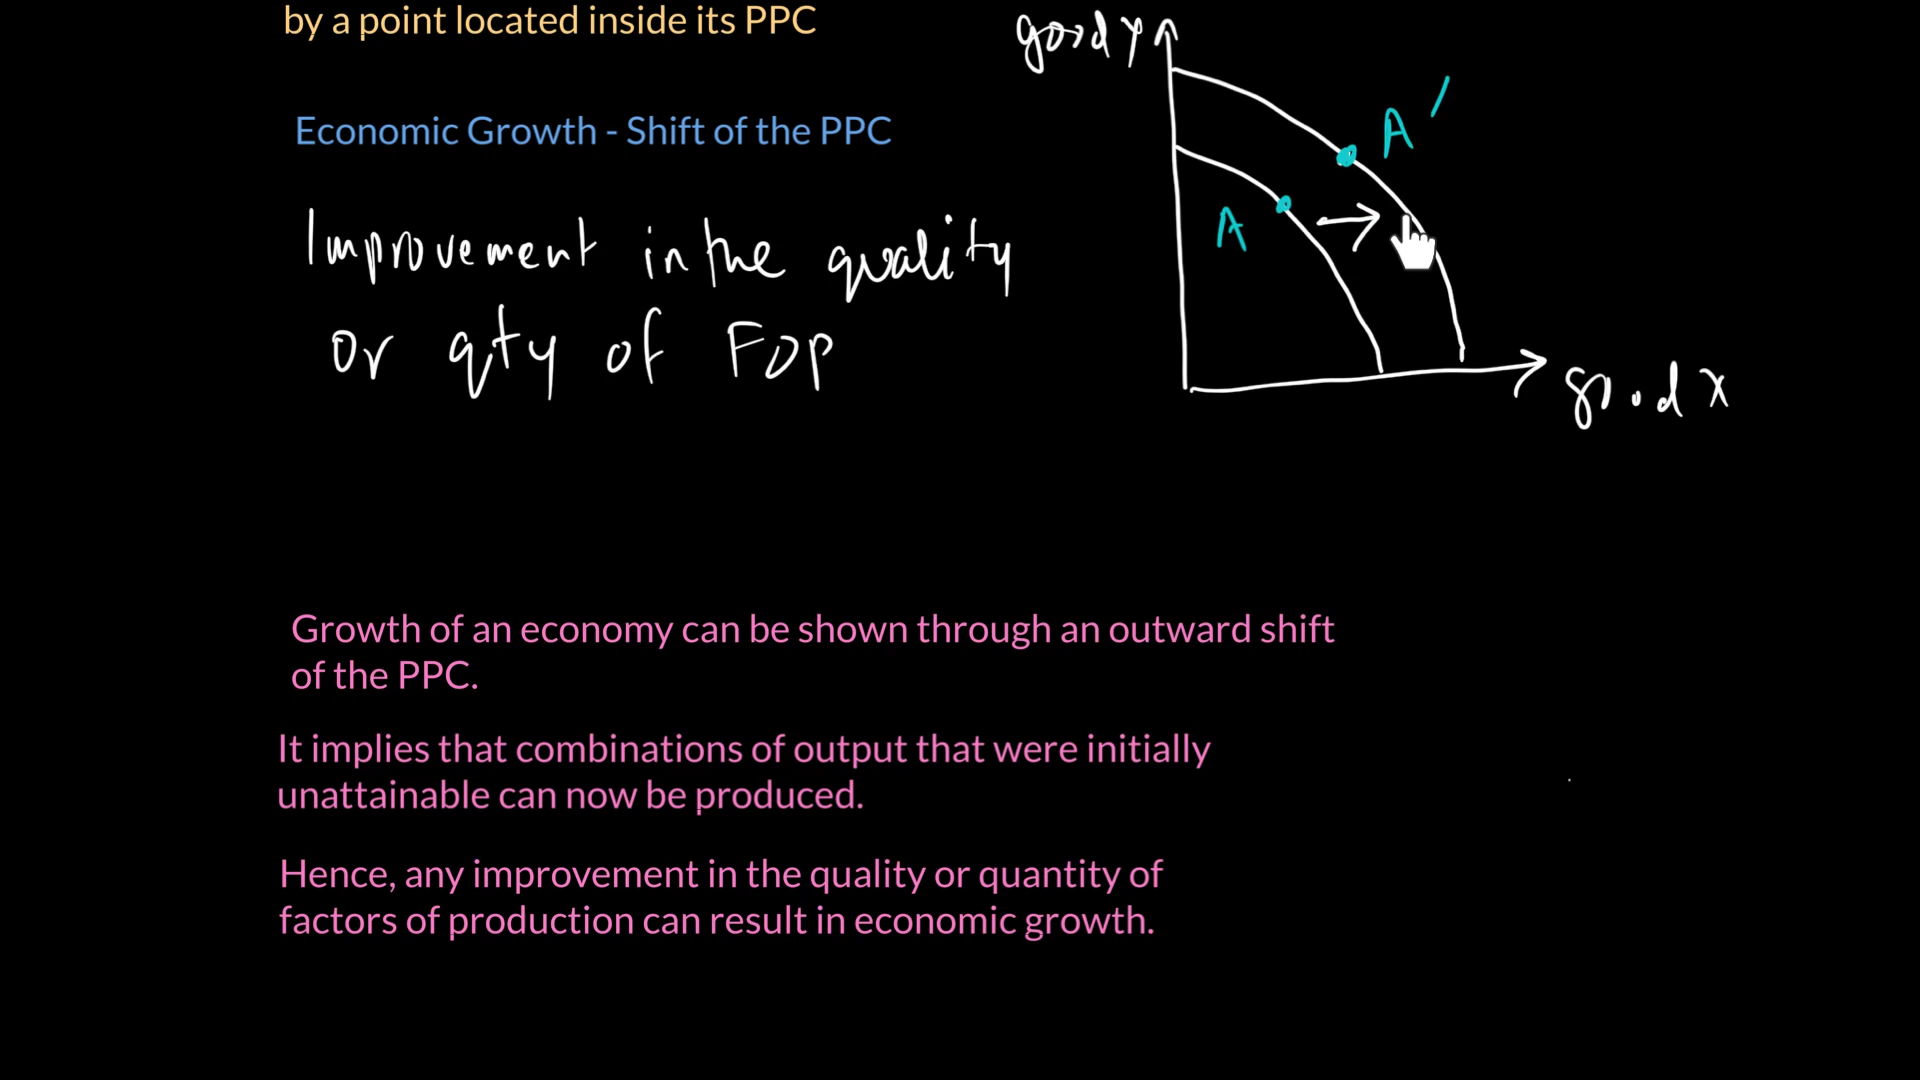 by a point located inside its PPC
Economic Growth - Shift of the PPC
Improvement in the quality
or qty of FOP
good y
A'
A
good x
Growth of an economy can be shown through an outward shift
of the PPC.
It implies that combinations of output that were initially
unattainable can now be produced.
Hence, any improvement in the quality or quantity of
factors of production can result in economic growth.